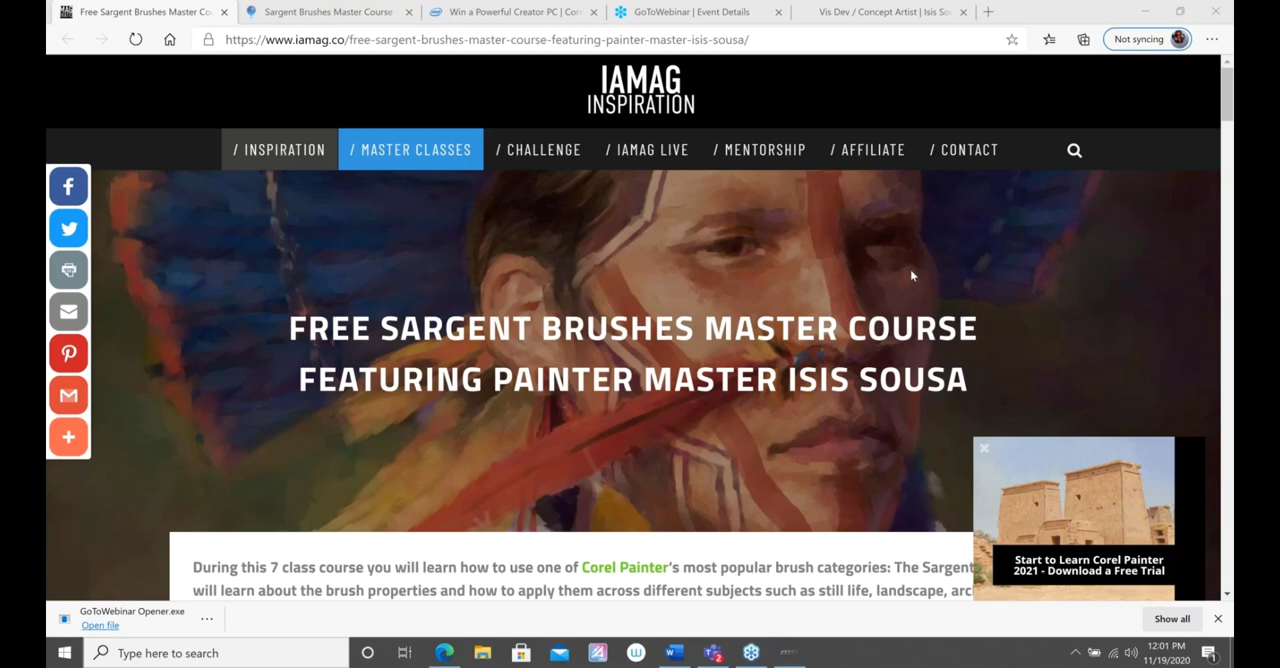 Free Sargent Brushes Master Co
Sargent Brushes Master Course
Win a Powerful Creator PC | Cor
GoToWebinar | Event Details
Vis Dev / Concept Artist | Isis So
https://www.iamag.co/free-sargent-brushes-master-course-featuring-painter-master-isis-sousa/
Not syncing
IAMAG
INSPIRATION
/ INSPIRATION
/ MASTER CLASSES
/ CHALLENGE
/ IAMAG LIVE
/ MENTORSHIP
/ AFFILIATE
/ CONTACT
FREE SARGENT BRUSHES MASTER COURSE
FEATURING PAINTER MASTER ISIS SOUSA
During this 7 class course you will learn how to use one of Corel Painter's most popular brush categories: The Sargent
will learn about the brush properties and how to apply them across different subjects such as still life, landscape, arc
Start to Learn Corel Painter
2021 - Download a Free Trial
GoToWebinar Opener.exe
Open file
Show all
Type here to search
12:01 PM
11/19/2020